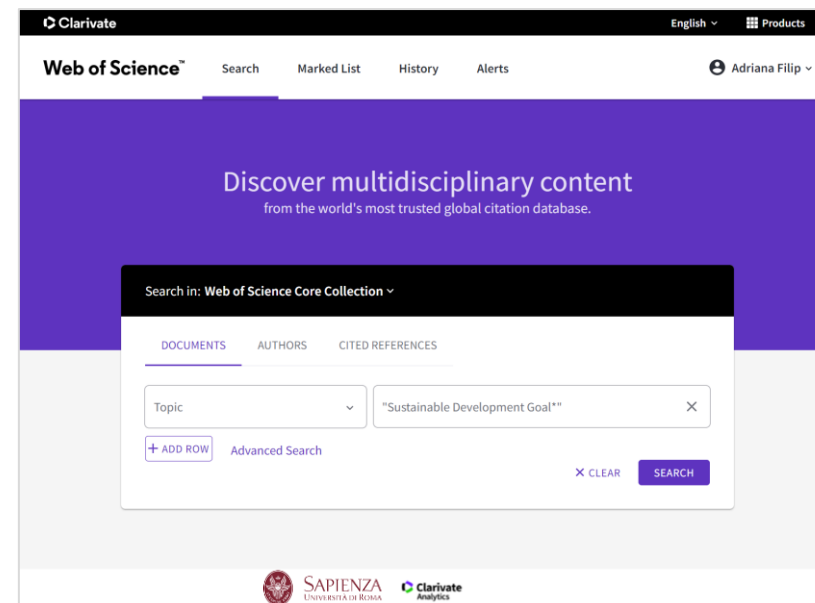 Clarivate English Products
Web of Science™ Search Marked List History Alerts Adriana Filip
Discover multidisciplinary content
from the world's most trusted global citation database.
Search in: Web of Science Core Collection
DOCUMENTS AUTHORS CITED REFERENCES
Topic "Sustainable Development Goal*"
+ ADD ROW Advanced Search
× CLEAR SEARCH
SAPIENZA
UNIVERSITÀ DI ROMA
Clarivate
Analytics